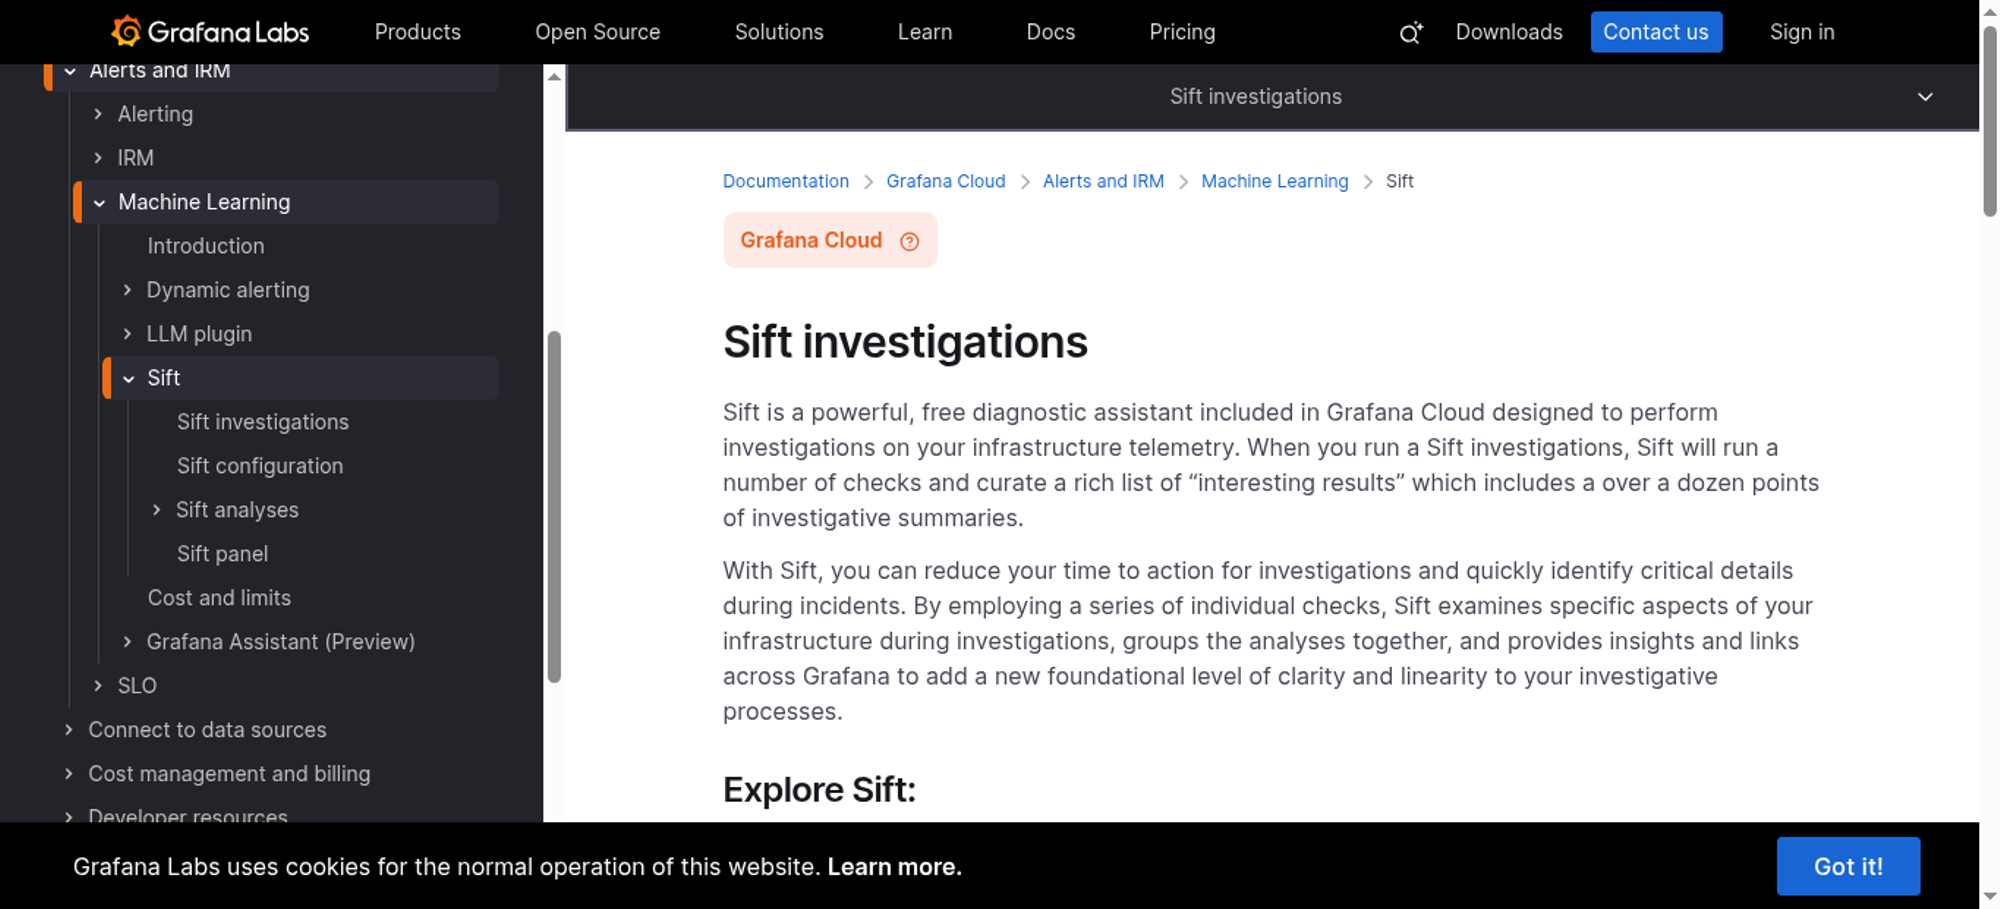 Grafana Labs
Products
Open Source
Solutions
Learn
Docs
Pricing
Downloads
Contact us
Sign in
Alerts and IRM
Alerting
IRM
Machine Learning
Introduction
Dynamic alerting
LLM plugin
Sift
Sift investigations
Sift configuration
Sift analyses
Sift panel
Cost and limits
Grafana Assistant (Preview)
SLO
Connect to data sources
Cost management and billing
Developer resources
Sift investigations
Documentation > Grafana Cloud > Alerts and IRM > Machine Learning > Sift
Grafana Cloud
Sift investigations
Sift is a powerful, free diagnostic assistant included in Grafana Cloud designed to perform
investigations on your infrastructure telemetry. When you run a Sift investigations, Sift will run a
number of checks and curate a rich list of “interesting results” which includes a over a dozen points
of investigative summaries.
With Sift, you can reduce your time to action for investigations and quickly identify critical details
during incidents. By employing a series of individual checks, Sift examines specific aspects of your
infrastructure during investigations, groups the analyses together, and provides insights and links
across Grafana to add a new foundational level of clarity and linearity to your investigative
processes.
Explore Sift:
Grafana Labs uses cookies for the normal operation of this website. Learn more.
Got it!